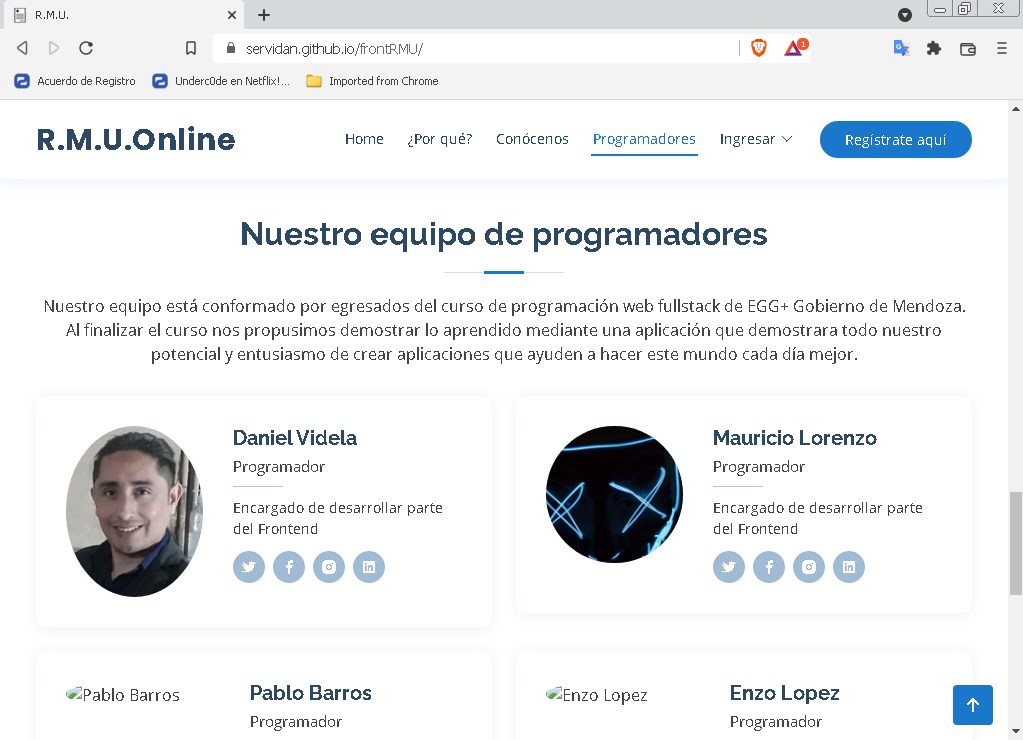 R.M.U.
servidan.github.io/frontRMU/
1
Acuerdo de Registro
Underc0de en Netflix!...
Imported from Chrome
R.M.U.Online
Home
¿Por qué?
Conócenos
Programadores
Ingresar
Regístrate aquí
Nuestro equipo de programadores
Nuestro equipo está conformado por egresados del curso de programación web fullstack de EGG+ Gobierno de Mendoza.
Al finalizar el curso nos propusimos demostrar lo aprendido mediante una aplicación que demostrara todo nuestro
potencial y entusiasmo de crear aplicaciones que ayuden a hacer este mundo cada día mejor.
Daniel Videla
Programador
Encargado de desarrollar parte
del Frontend
Mauricio Lorenzo
Programador
Encargado de desarrollar parte
del Frontend
Pablo Barros
Pablo Barros
Programador
Enzo Lopez
Enzo Lopez
Programador